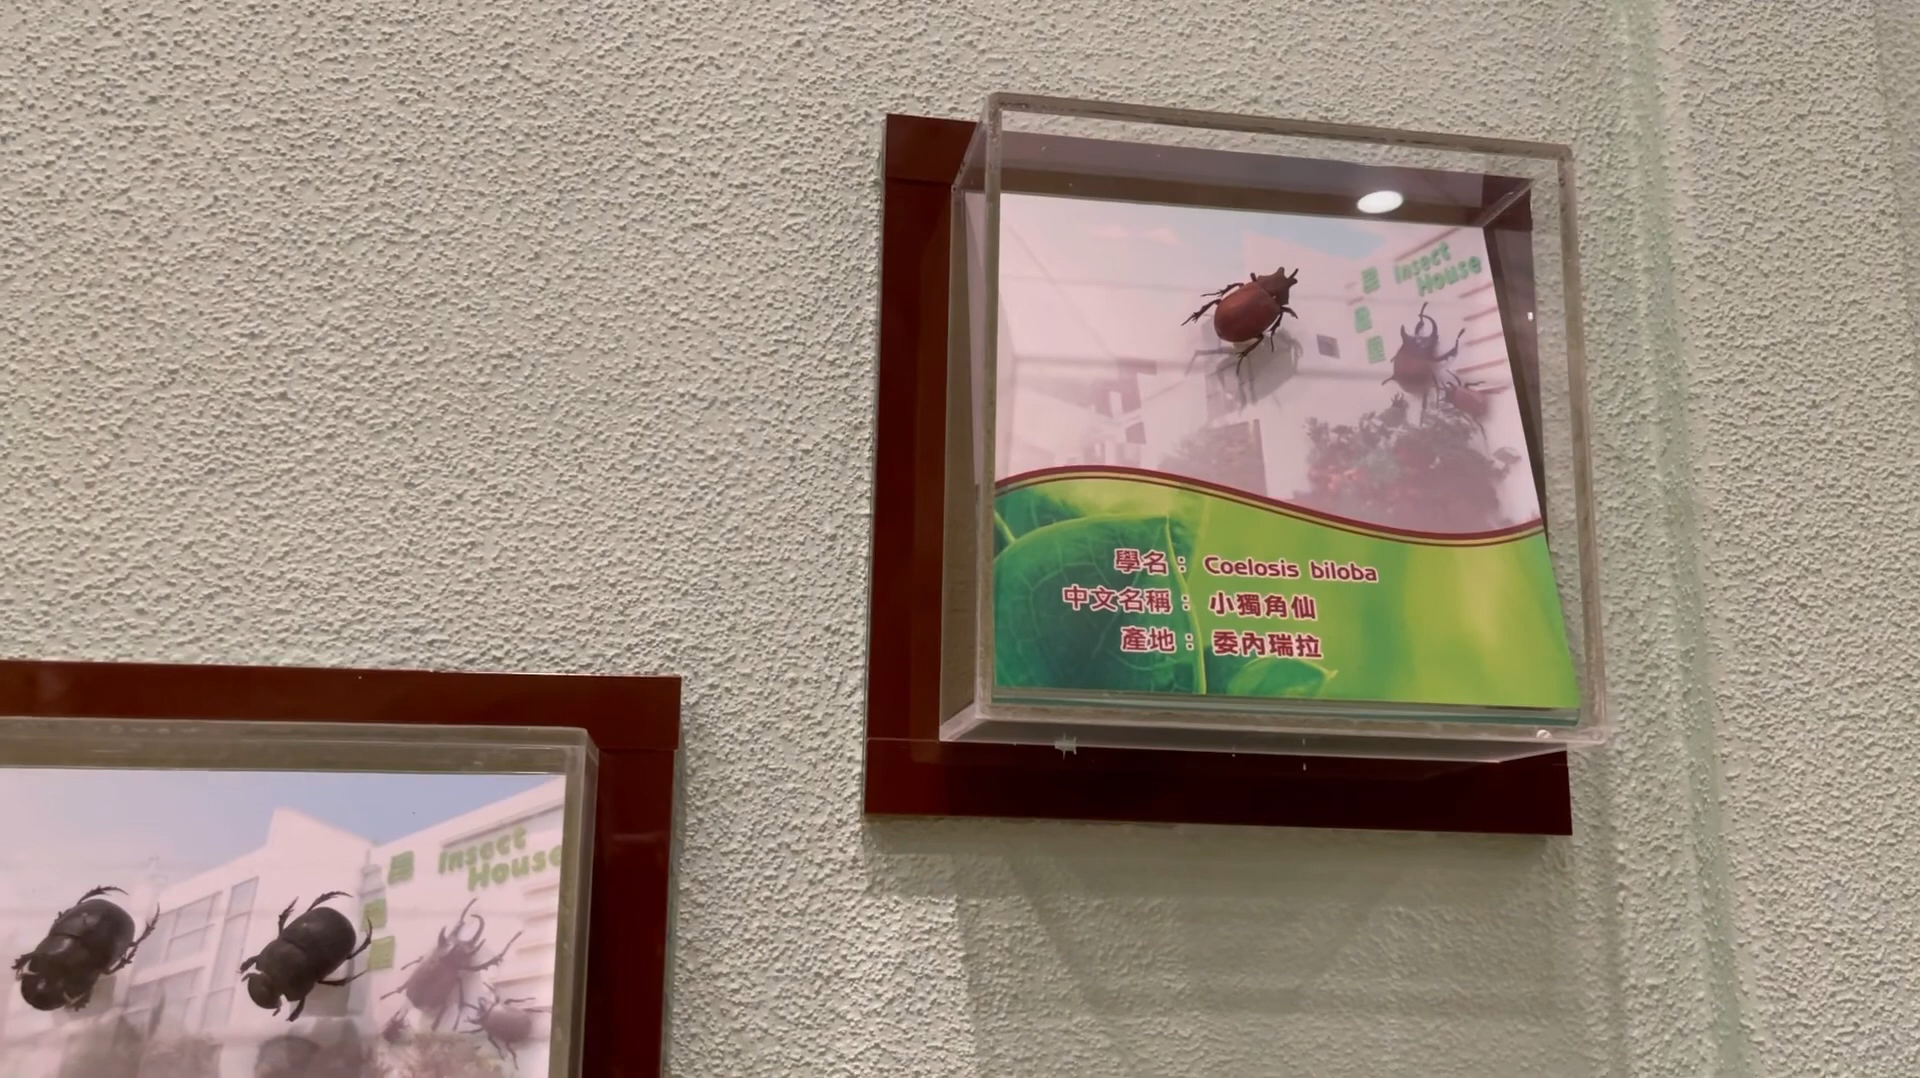 Insect
House
學名： Coelosis biloba
中文名稱： 小獨角仙
產地： 委內瑞拉
Insect
House